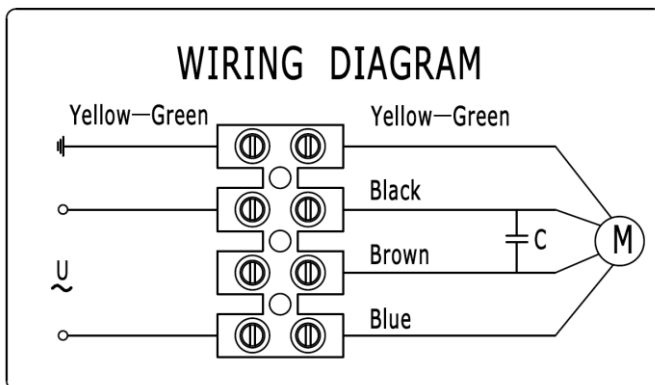 WIRING DIAGRAM
Yellow—Green
Yellow—Green
Black
C
M
U
~
Brown
Blue